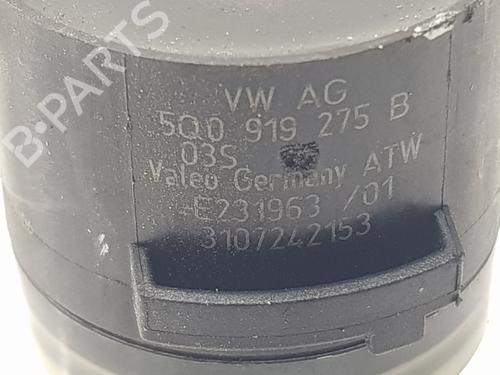 B-PARTS
VW AG
5Q0 919 275 B
03S
Valeo Germany ATW
E231963 /01
3107242153